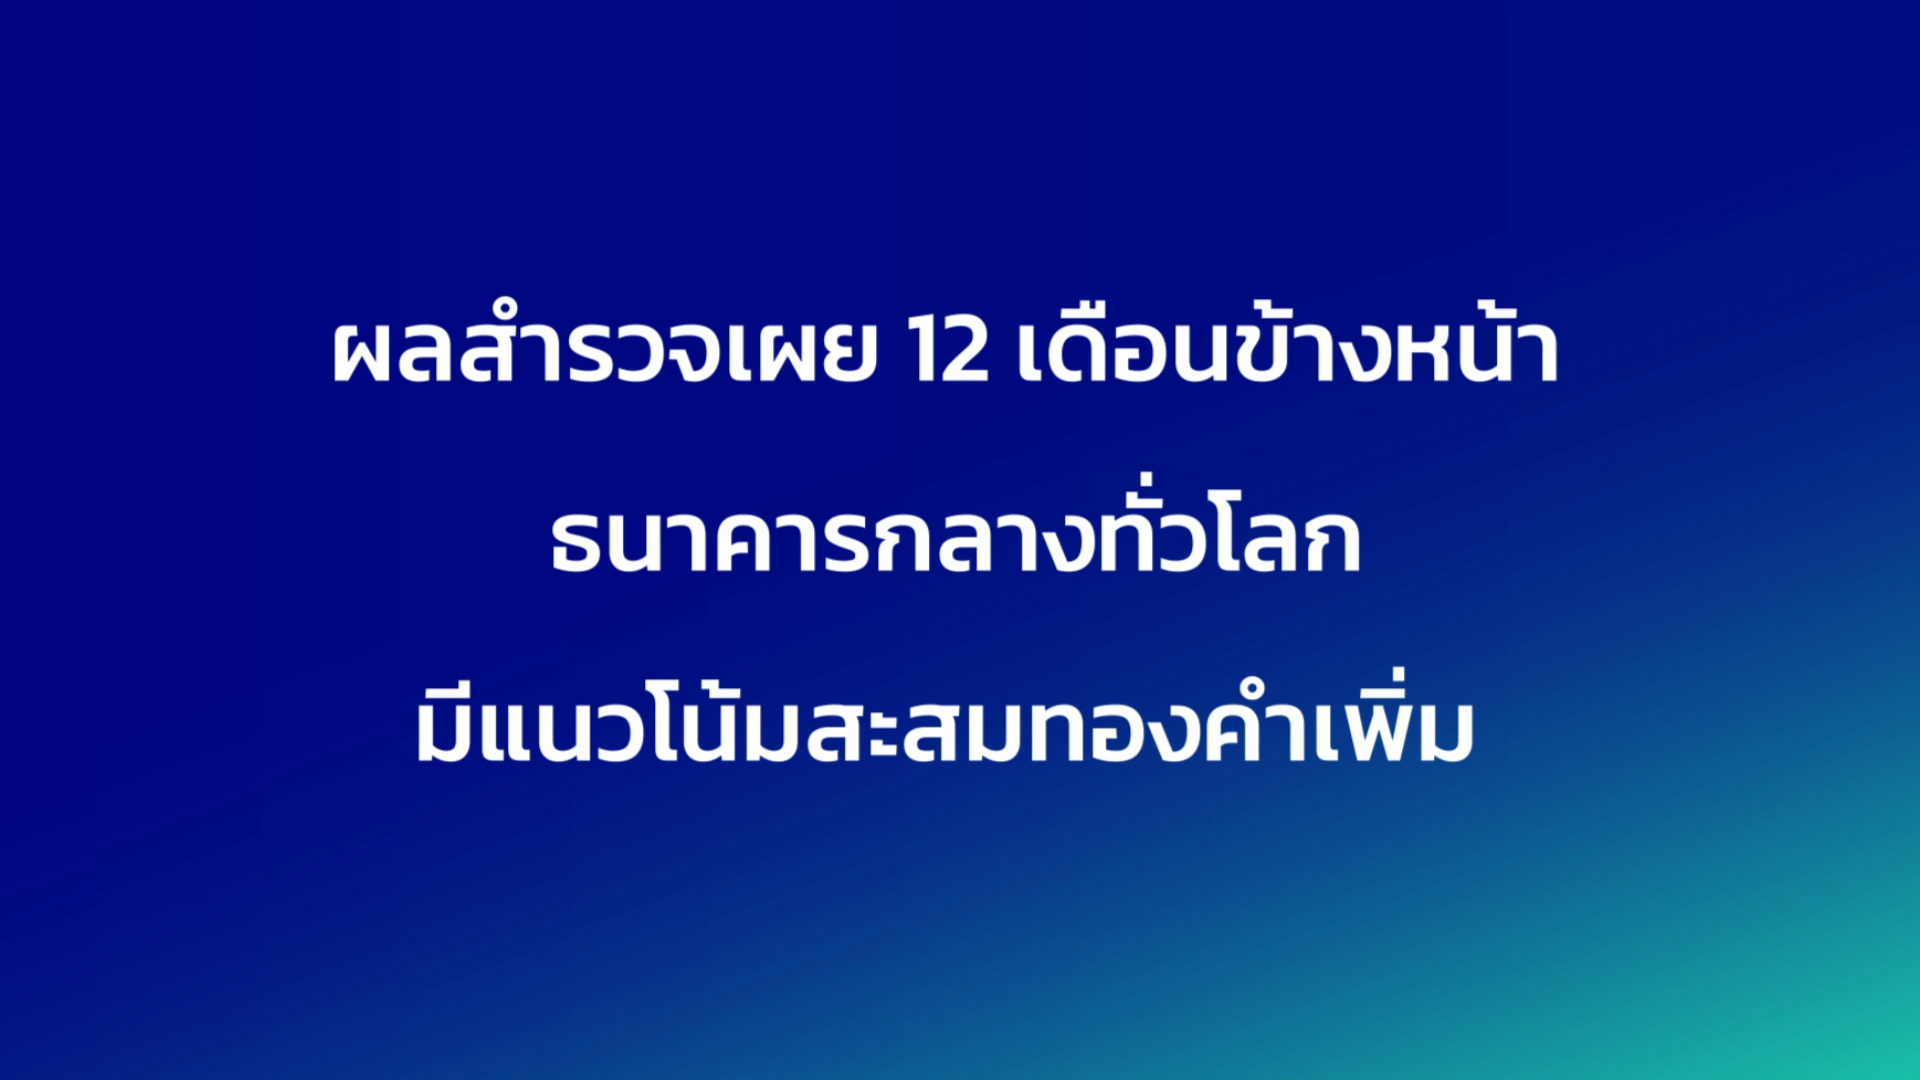 ผลสำรวจเผย 12 เดือนข้างหน้า
ธนาคารกลางทั่วโลก
มีแนวโน้มสะสมทองคำเพิ่ม